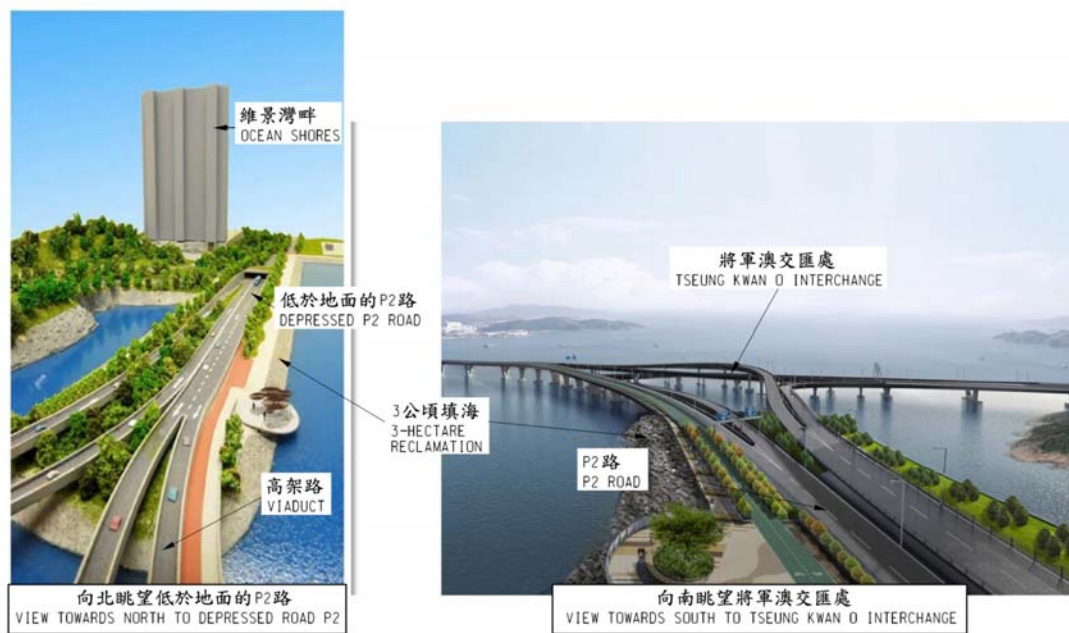 維景灣畔
OCEAN SHORES
低於地面的P2路
DEPRESSED P2 ROAD
3公頃填海
3-HECTARE
RECLAMATION
高架路
VIADUCT
向北眺望低於地面的P2路
VIEW TOWARDS NORTH TO DEPRESSED ROAD P2
將軍澳交匯處
TSEUNG KWAN O INTERCHANGE
P2路
P2 ROAD
向南眺望將軍澳交匯處
VIEW TOWARDS SOUTH TO TSEUNG KWAN O INTERCHANGE